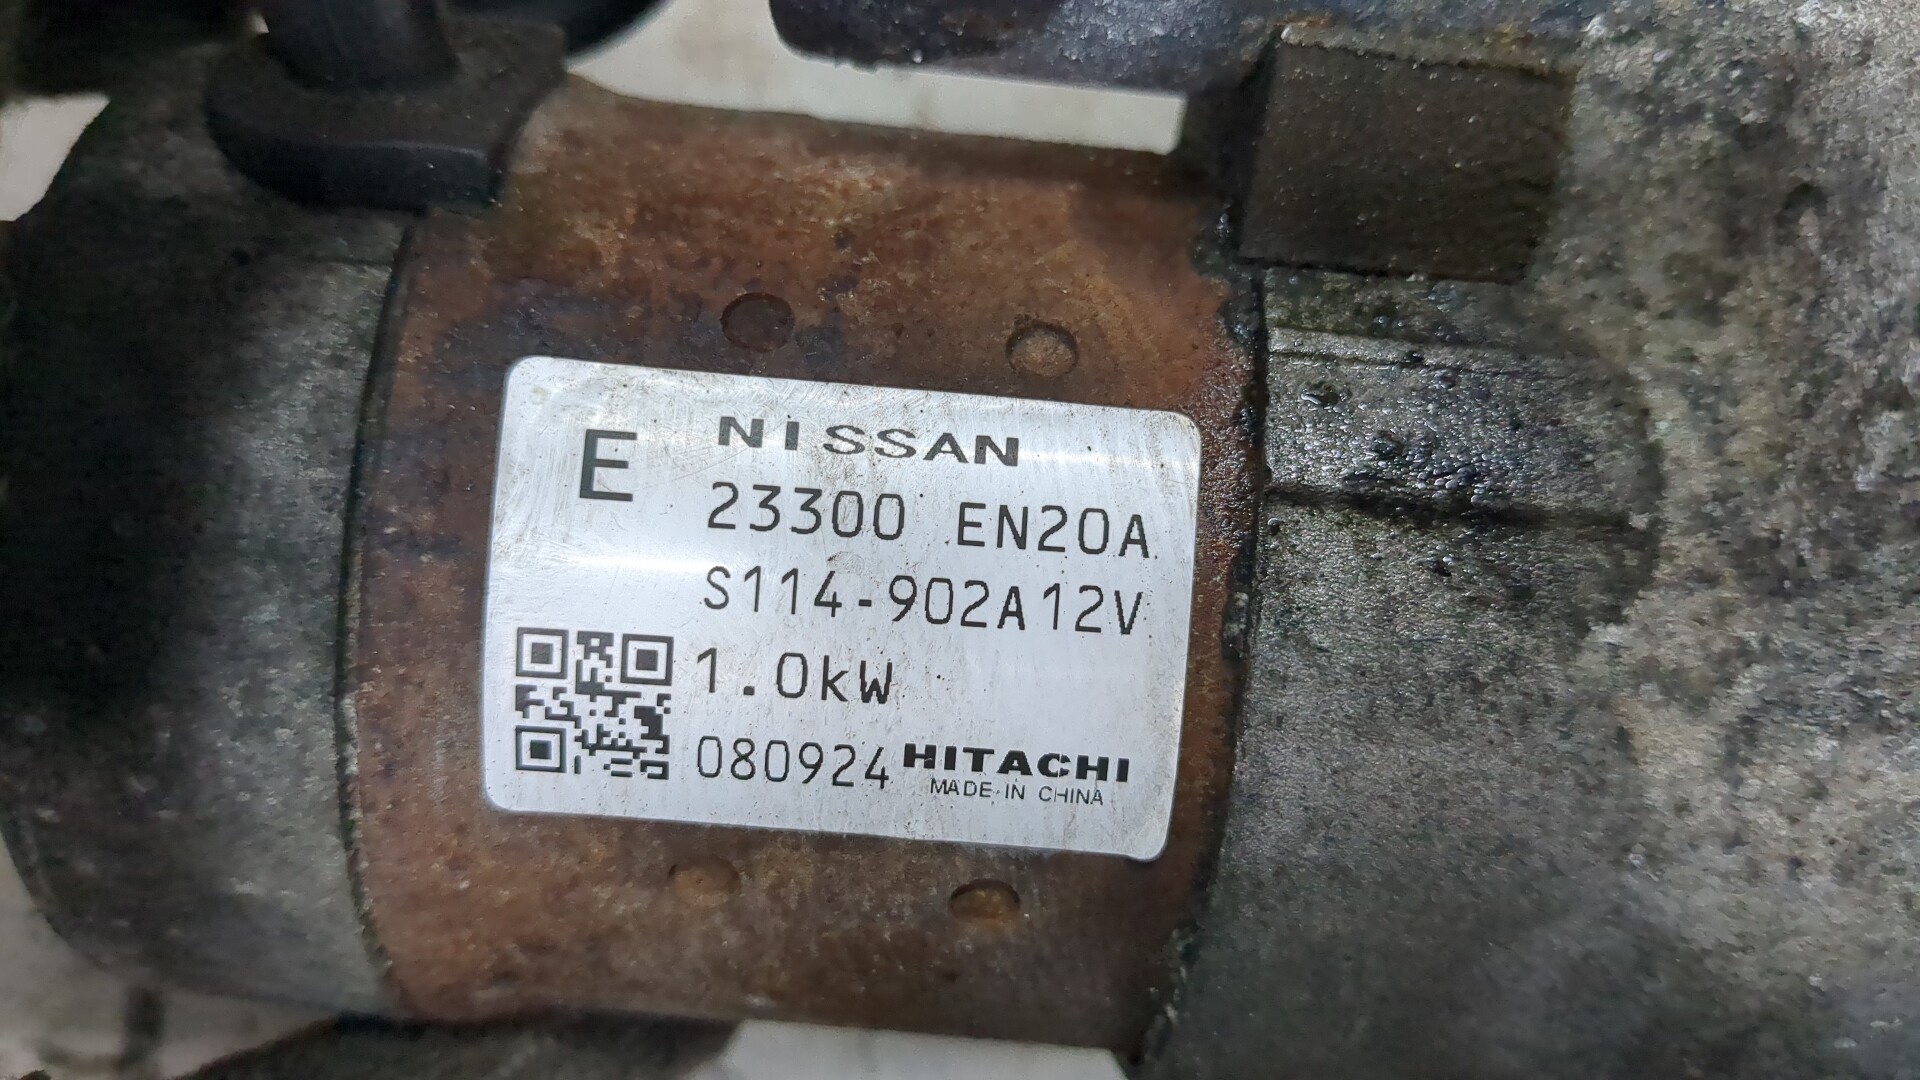 E NISSAN
23300 EN20A
S114-902A12V
1.0kW
080924 HITACHI
MADE IN CHINA